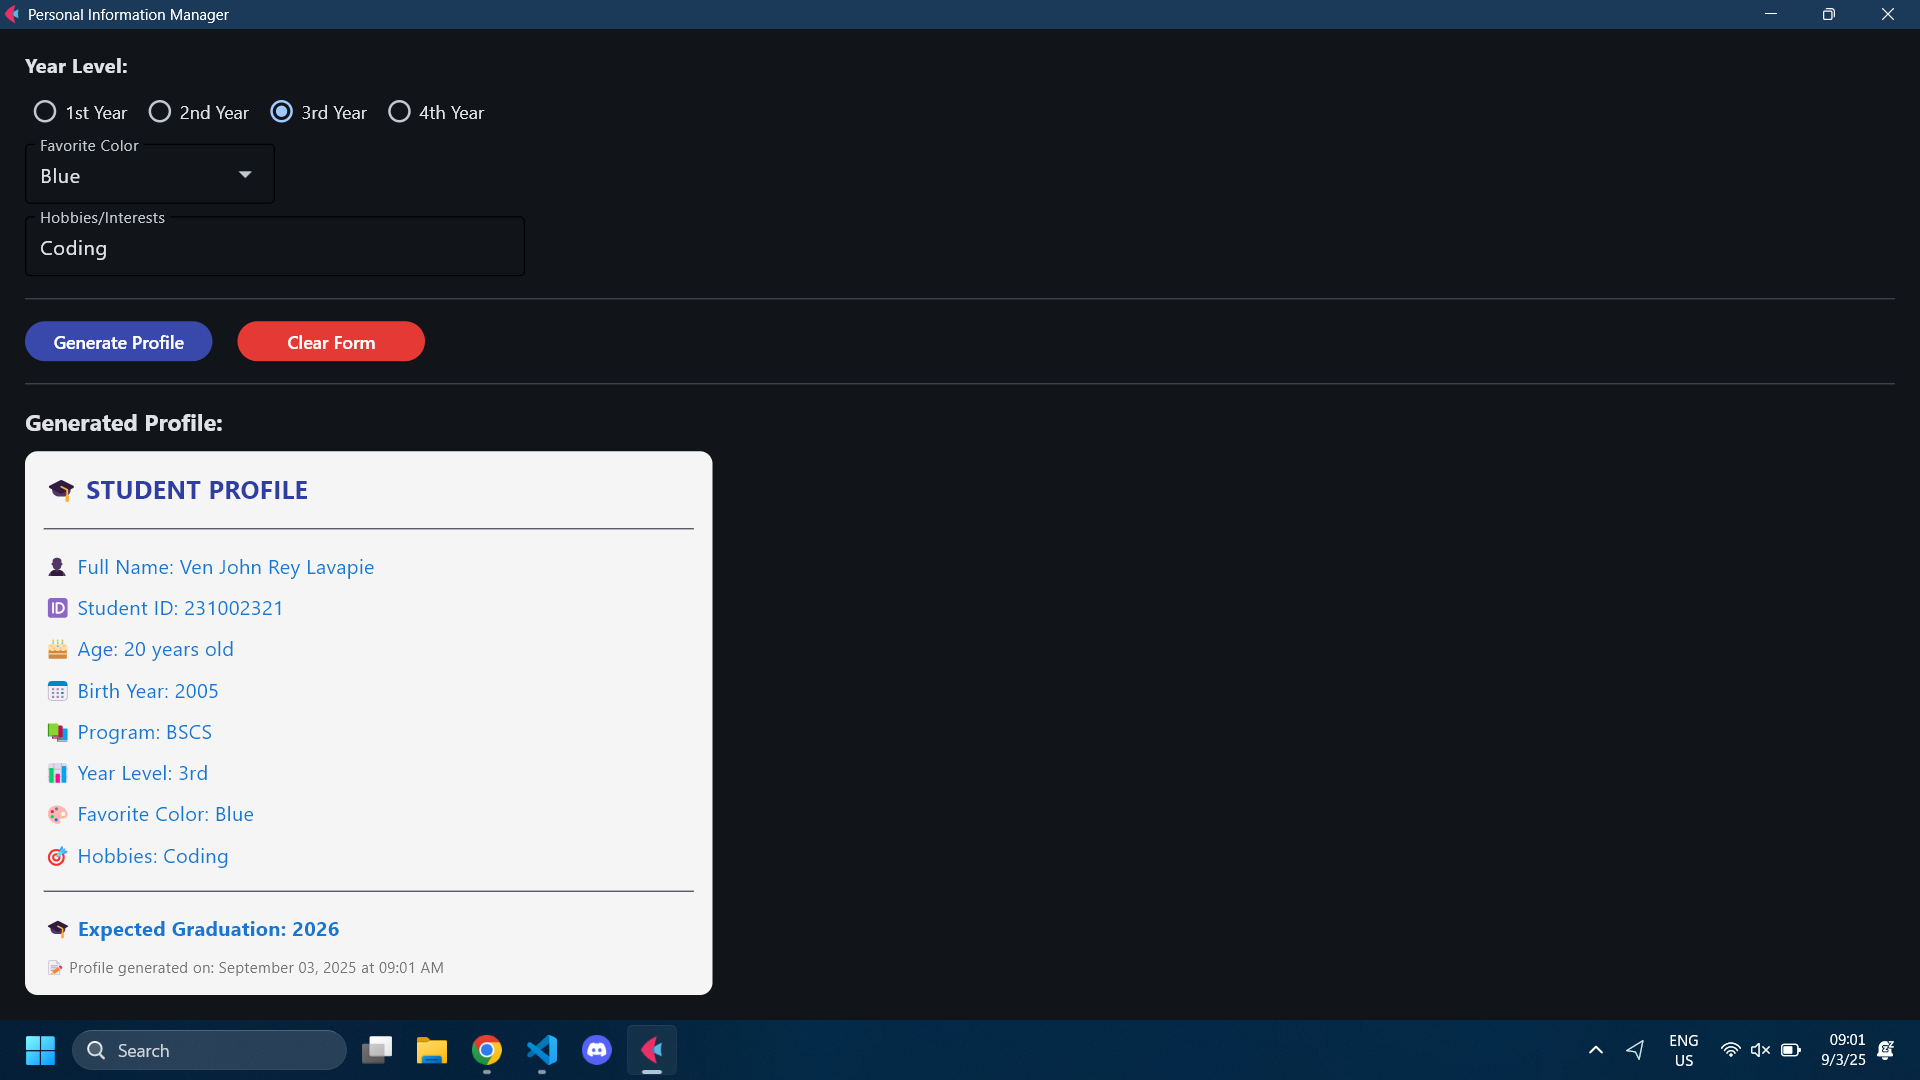 Personal Information Manager
Year Level:
1st Year 2nd Year 3rd Year 4th Year
Favorite Color
Blue
Hobbies/Interests
Coding
Generate Profile Clear Form
Generated Profile:
STUDENT PROFILE
Full Name: Ven John Rey Lavapie
ID Student ID: 231002321
Age: 20 years old
Birth Year: 2005
Program: BSCS
Year Level: 3rd
Favorite Color: Blue
Hobbies: Coding
Expected Graduation: 2026
Profile generated on: September 03, 2025 at 09:01 AM
Search
ENG
US
09:01
9/3/25